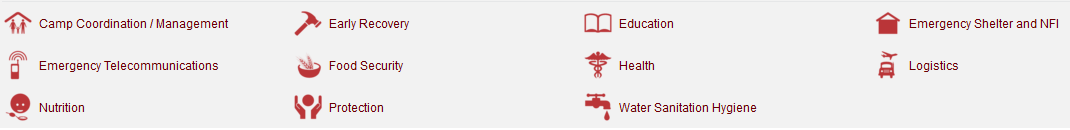 Camp Coordination / Management
Early Recovery
Education
Emergency Shelter and NFI
Emergency Telecommunications
Food Security
Health
Logistics
Nutrition
Protection
Water Sanitation Hygiene